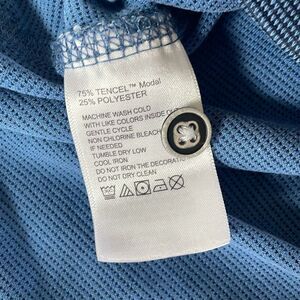 75% TENCEL™ Modal
25% POLYESTER
MACHINE WASH COLD
WITH LIKE COLORS INSIDE
GENTLE CYCLE
NON CHLORINE BLEACH
IF NEEDED
TUMBLE DRY LOW
COOL IRON
DO NOT IRON THE DECORATI
DO NOT DRY CLEAN